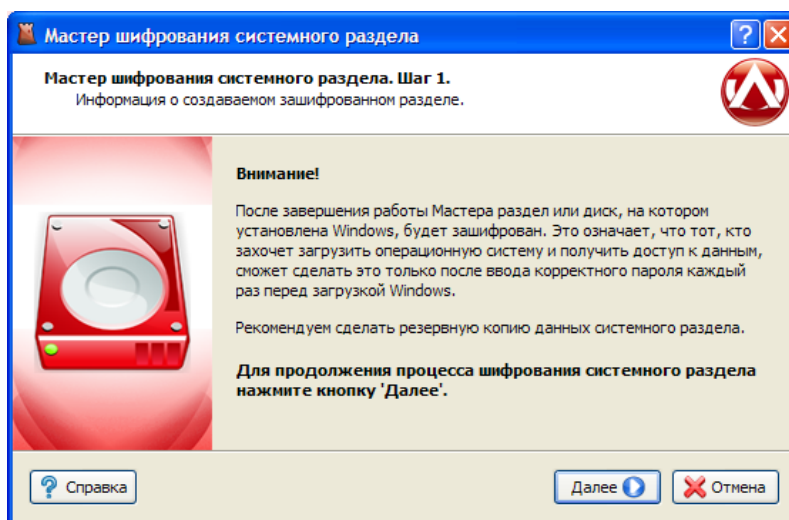 Мастер шифрования системного раздела
Мастер шифрования системного раздела. Шаг 1.
Информация о создаваемом зашифрованном разделе.
Внимание!
После завершения работы Мастера раздел или диск, на котором
установлена Windows, будет зашифрован. Это означает, что тот, кто
захочет загрузить операционную систему и получить доступ к данным,
сможет сделать это только после ввода корректного пароля каждый
раз перед загрузкой Windows.
Рекомендуем сделать резервную копию данных системного раздела.
Для продолжения процесса шифрования системного раздела
нажмите кнопку 'Далее'.
Справка
Далее
Отмена